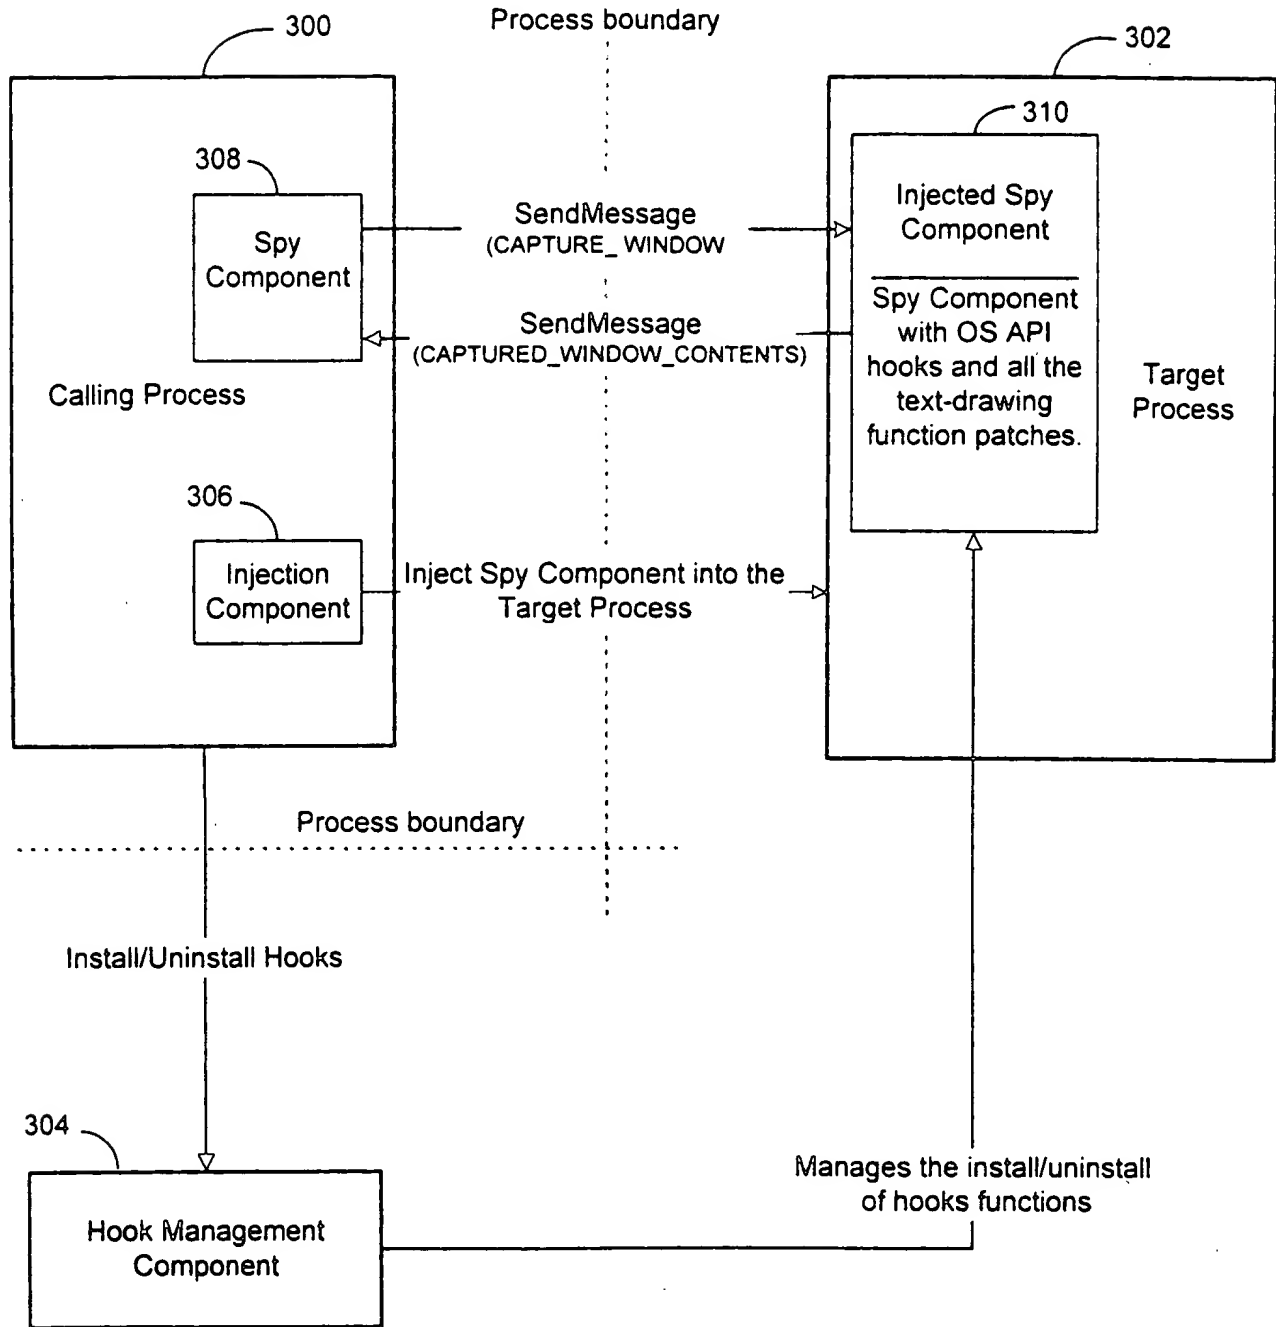 Process boundary
300
302
310
308
Injected Spy
Component
SendMessage
(CAPTURE_ WINDOW
Spy
Component
Spy Component
with OS API
hooks and all the
text-drawing
function patches.
SendMessage
(CAPTURED_WINDOW_CONTENTS)
Calling Process
Target
Process
306
Injection
Component
Inject Spy Component into the
Target Process
Process boundary
Install/Uninstall Hooks
304
Manages the install/uninstall
of hooks functions
Hook Management
Component